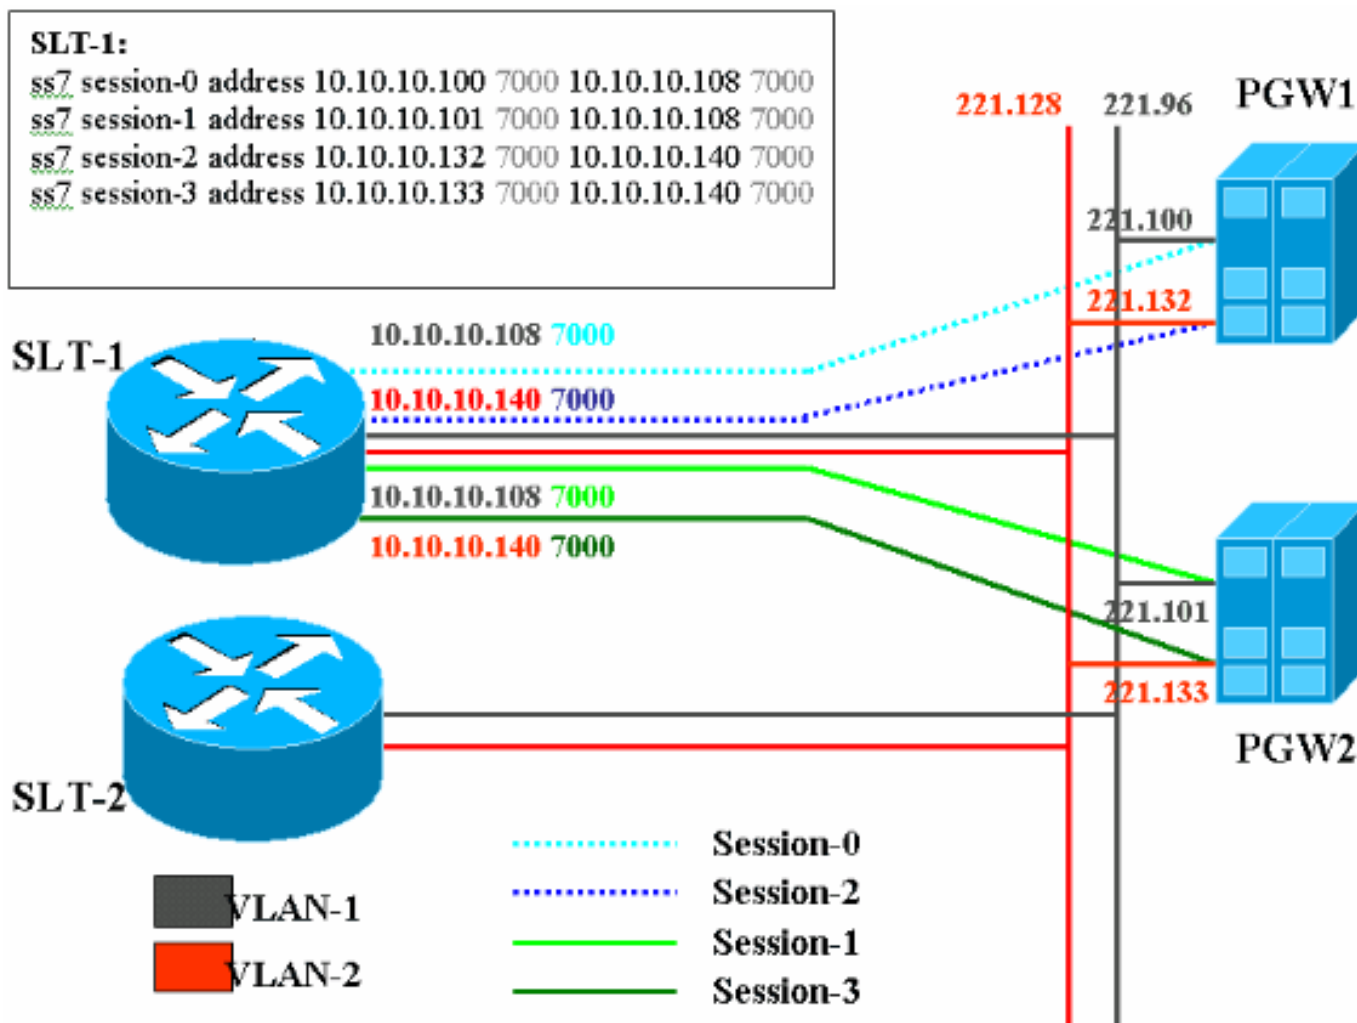 SLT-1:
ss7 session-0 address 10.10.10.100 7000 10.10.10.108 7000
ss7 session-1 address 10.10.10.101 7000 10.10.10.108 7000
ss7 session-2 address 10.10.10.132 7000 10.10.10.140 7000
ss7 session-3 address 10.10.10.133 7000 10.10.10.140 7000
221.128
221.96
PGW1
221.100
221.132
SLT-1
10.10.10.108 7000
10.10.10.140 7000
10.10.10.108 7000
10.10.10.140 7000
221.101
221.133
PGW2
SLT-2
VLAN-1
VLAN-2
Session-0
Session-2
Session-1
Session-3